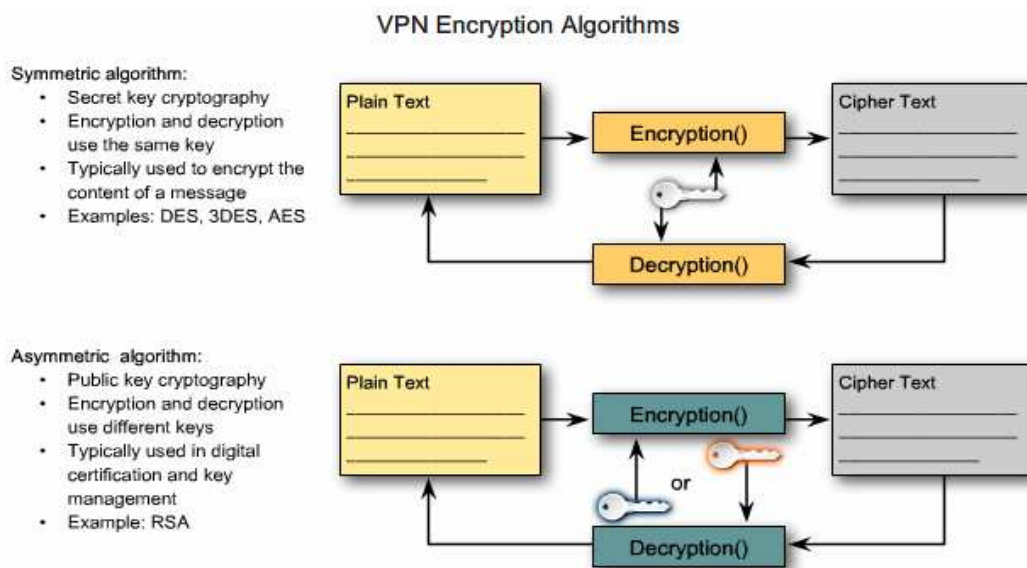 VPN Encryption Algorithms
Symmetric algorithm:
• Secret key cryptography
• Encryption and decryption
use the same key
• Typically used to encrypt the
content of a message
• Examples: DES, 3DES, AES
Plain Text
Encryption()
Cipher Text
Decryption()
Asymmetric algorithm:
• Public key cryptography
• Encryption and decryption
use different keys
• Typically used in digital
certification and key
management
• Example: RSA
Plain Text
Encryption()
Cipher Text
or
Decryption()